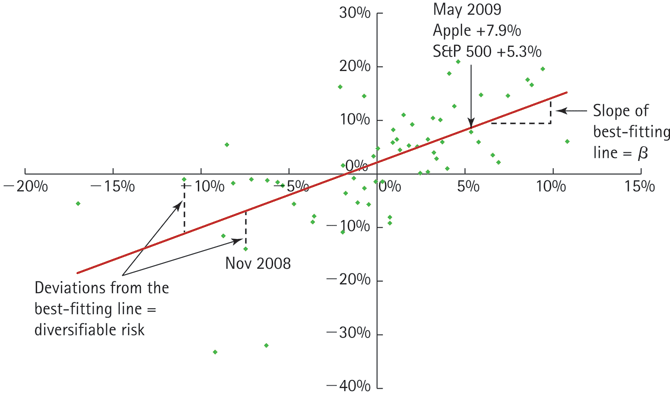 30%
May 2009
Apple +7.9%
S&P 500 +5.3%
20%
10%
Slope of
best-fitting
line = β
0%
−20%
−15%
−10%
−5%
0%
5%
10%
15%
−10%
Nov 2008
Deviations from the
best-fitting line =
diversifiable risk
−20%
−30%
−40%